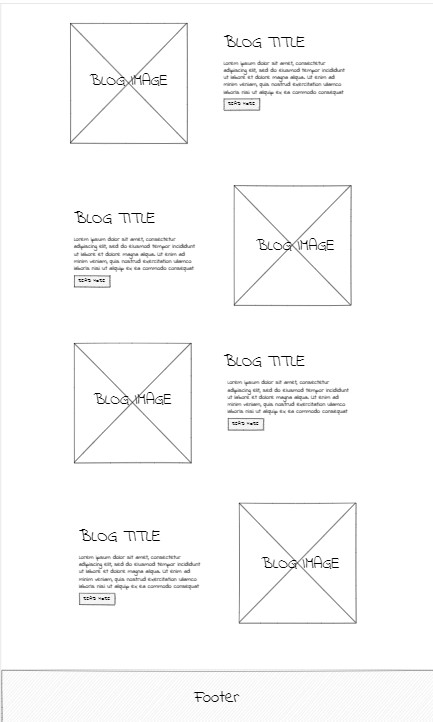 BLOG IMAGE
BLOG TITLE
Lorem ipsum dolor sit amet, consectetur
adipiscing elit, sed do eiusmod tempor incididunt
ut labore et dolore magna aliqua. Ut enim ad
minim veniam, quis nostrud exercitation ullamco
laboris nisi ut aliquip ex ea commodo consequat
READ MORE
BLOG TITLE
Lorem ipsum dolor sit amet, consectetur
adipiscing elit, sed do eiusmod tempor incididunt
ut labore et dolore magna aliqua. Ut enim ad
minim veniam, quis nostrud exercitation ullamco
laboris nisi ut aliquip ex ea commodo consequat
READ MORE
BLOG IMAGE
BLOG IMAGE
BLOG TITLE
Lorem ipsum dolor sit amet, consectetur
adipiscing elit, sed do eiusmod tempor incididunt
ut labore et dolore magna aliqua. Ut enim ad
minim veniam, quis nostrud exercitation ullamco
laboris nisi ut aliquip ex ea commodo consequat
READ MORE
BLOG TITLE
Lorem ipsum dolor sit amet, consectetur
adipiscing elit, sed do eiusmod tempor incididunt
ut labore et dolore magna aliqua. Ut enim ad
minim veniam, quis nostrud exercitation ullamco
laboris nisi ut aliquip ex ea commodo consequat
READ MORE
BLOG IMAGE
Footer